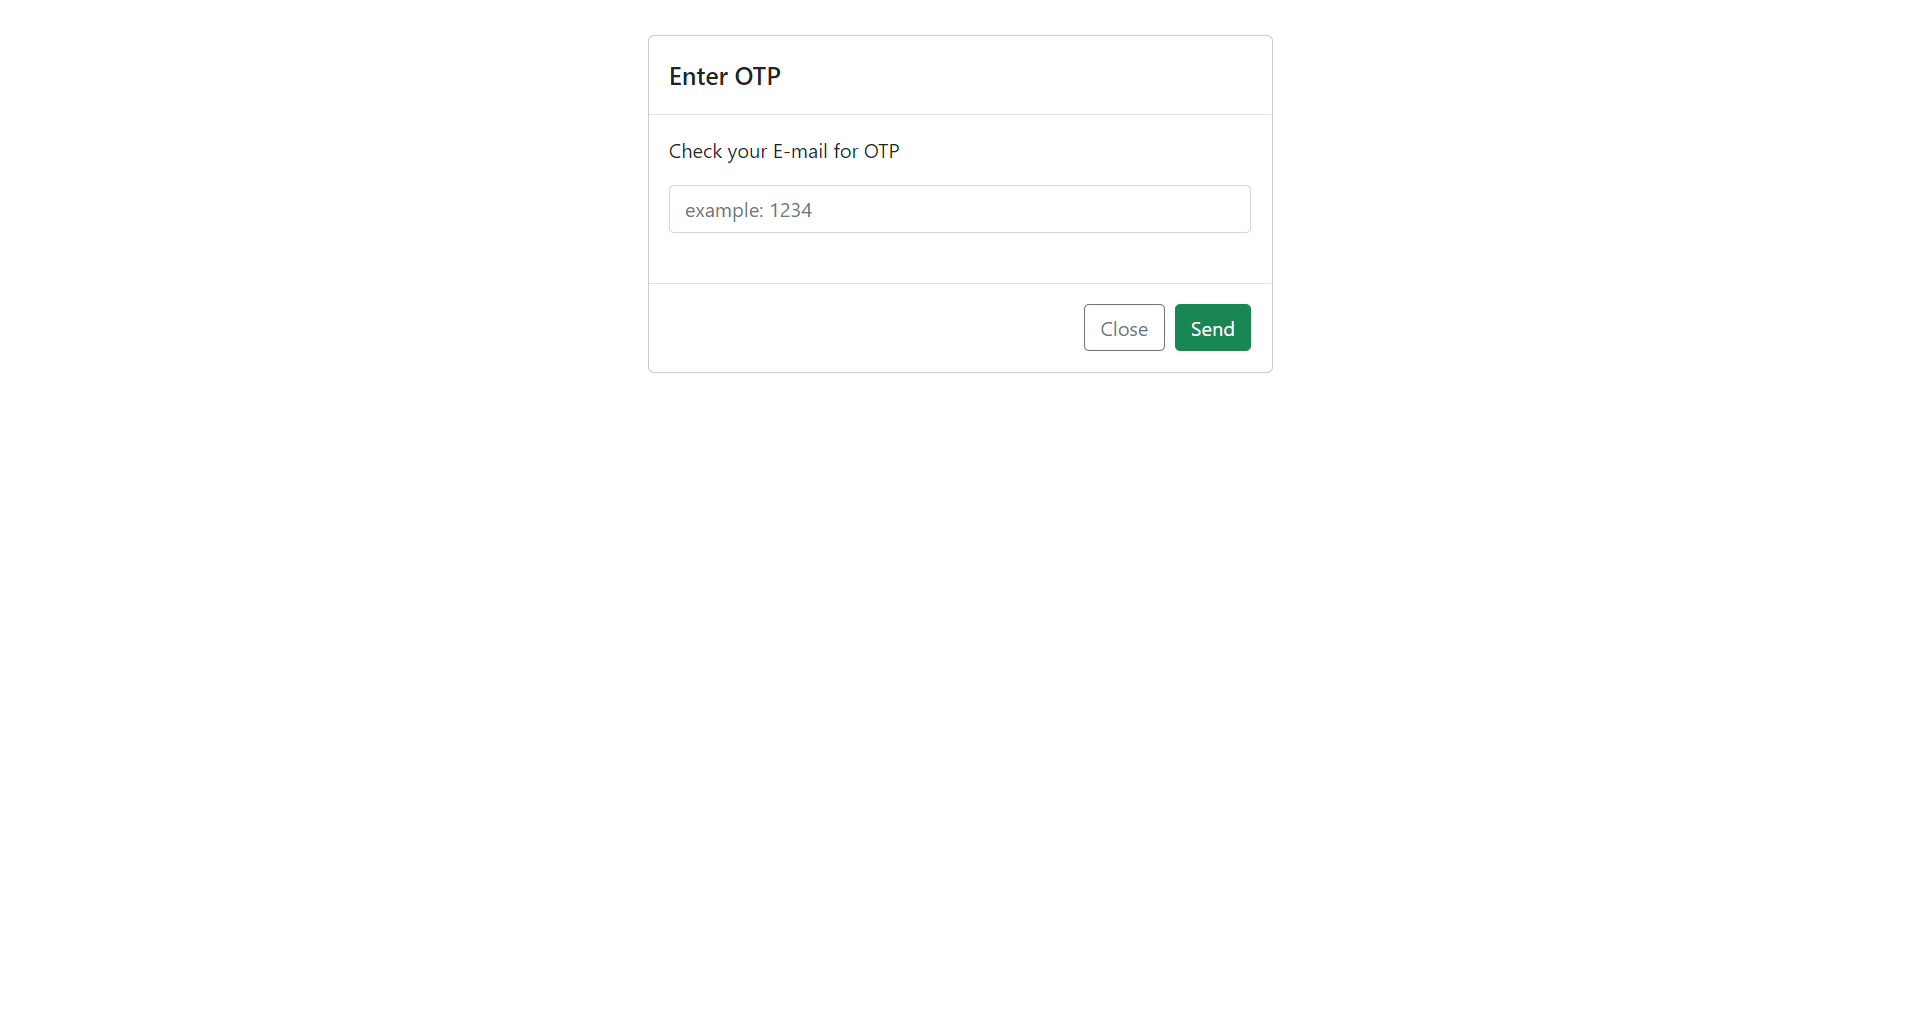 Enter OTP
Check your E-mail for OTP
example: 1234
Close Send